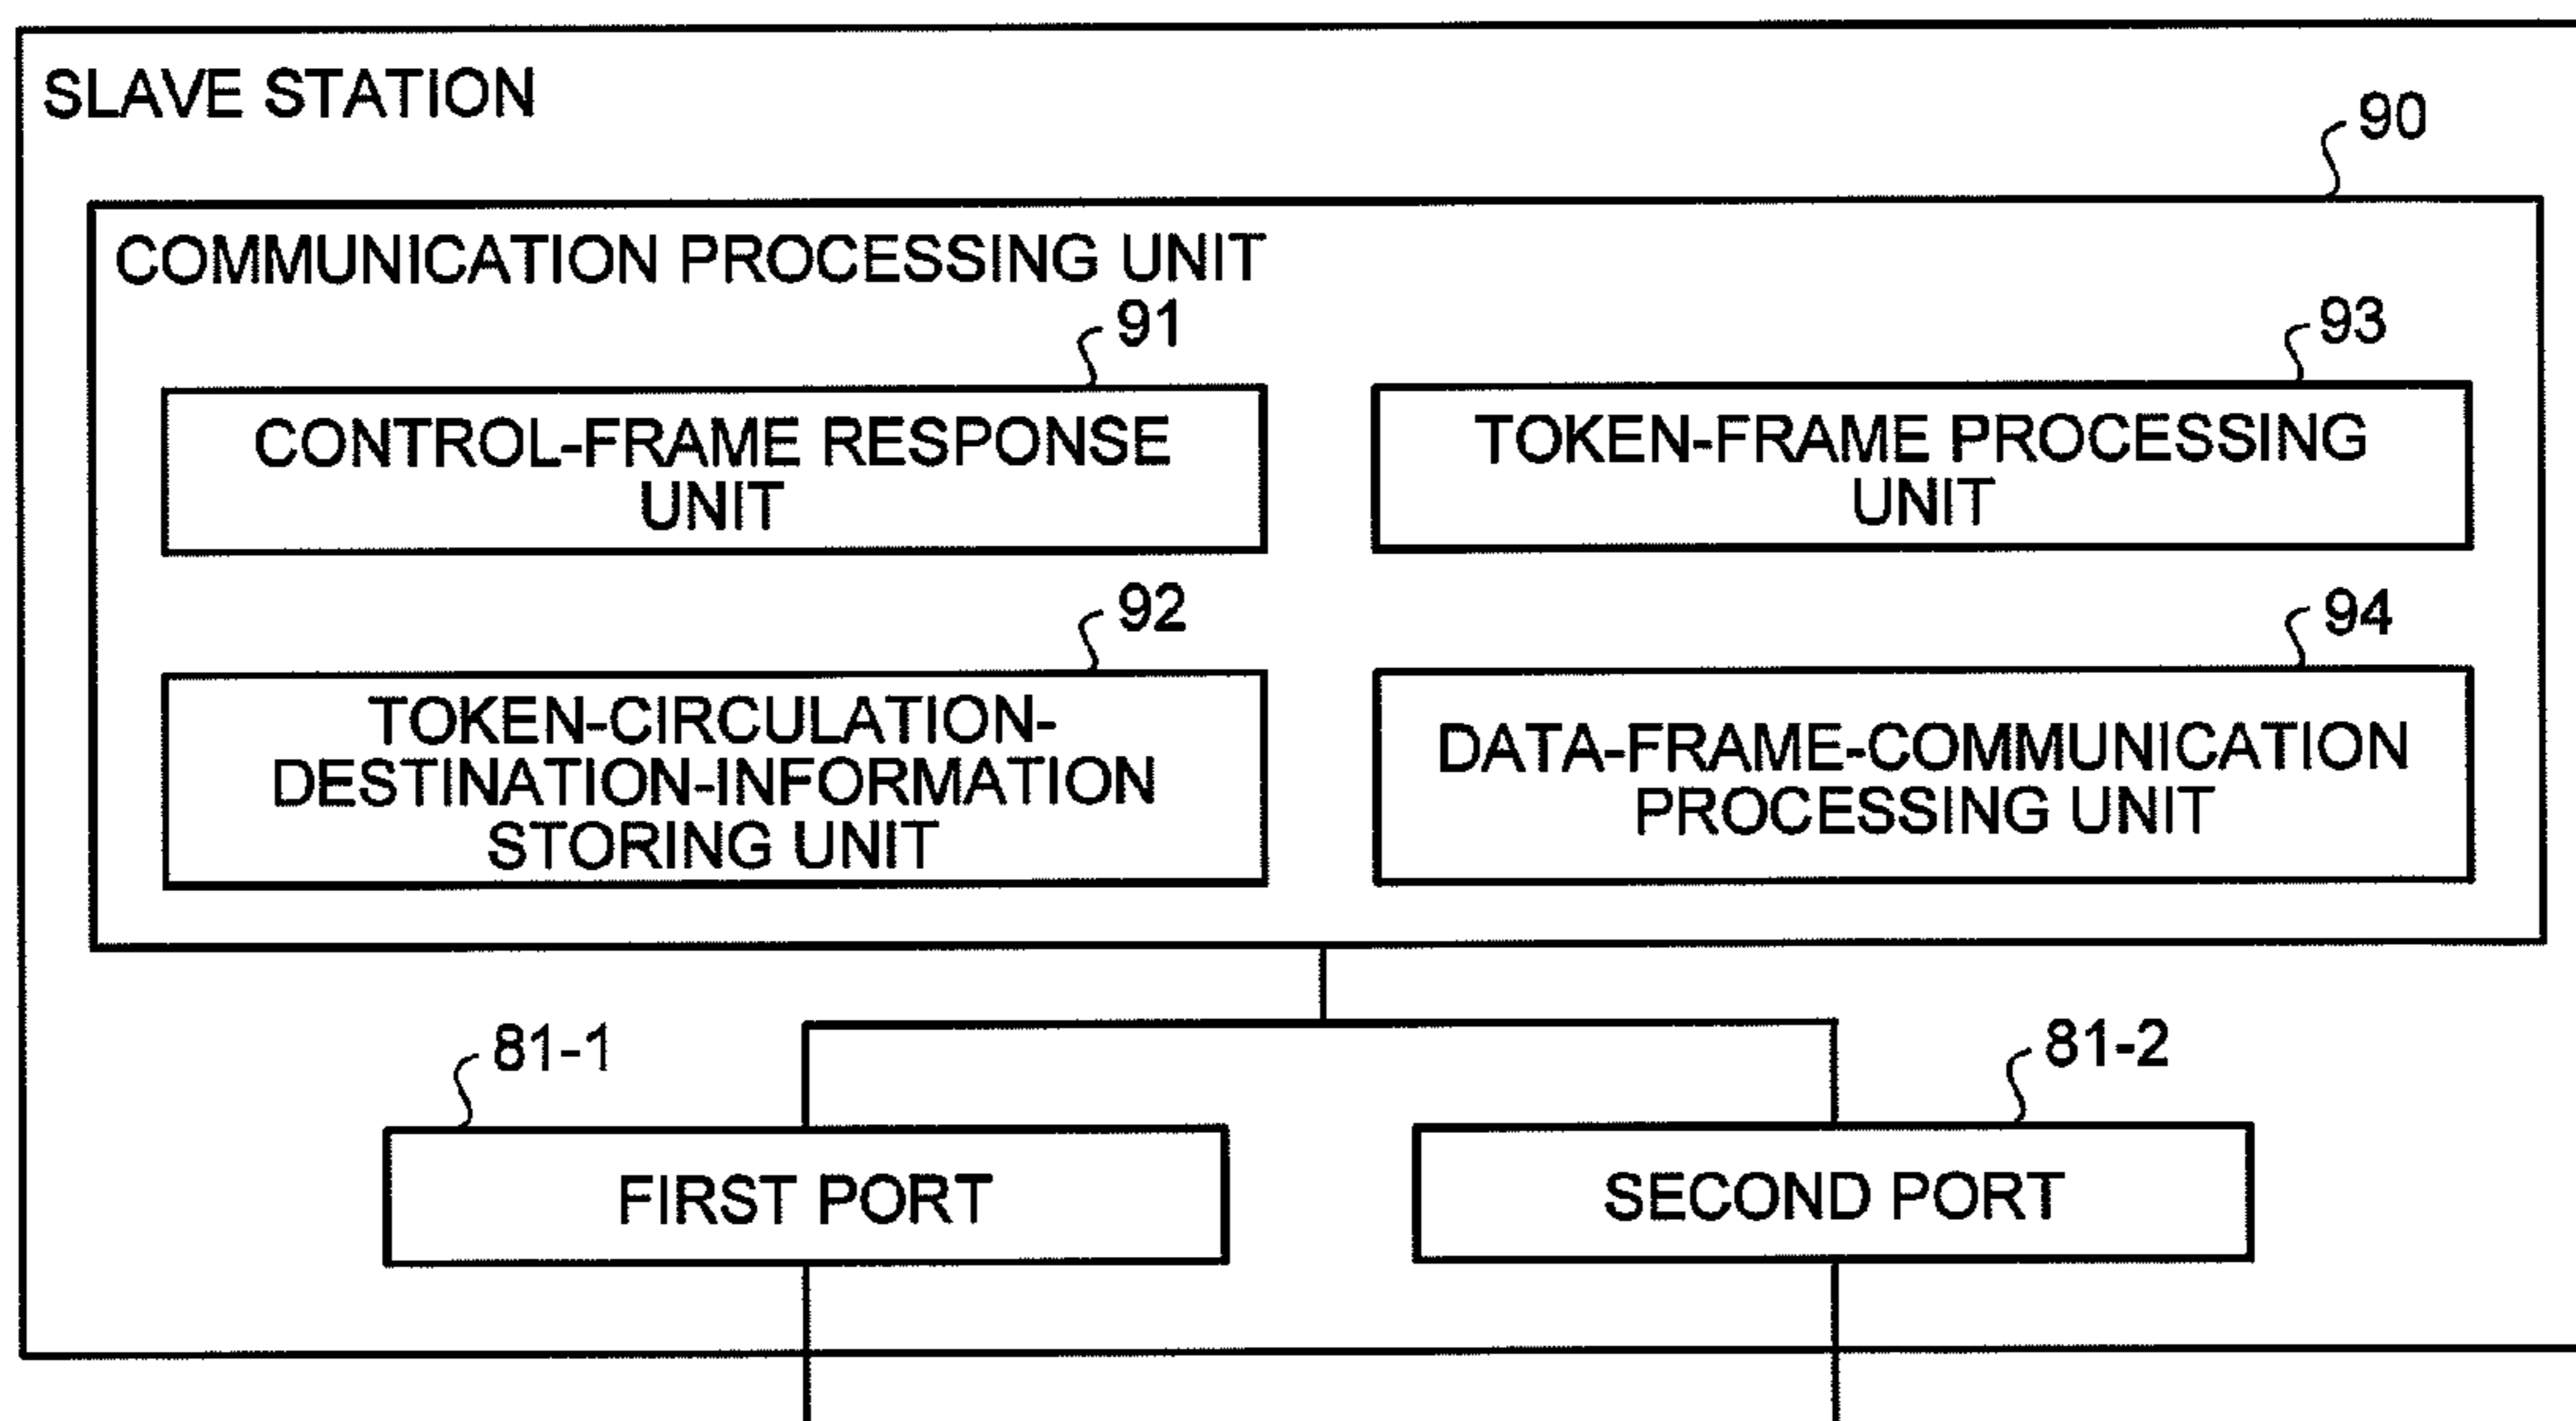 SLAVE STATION
90
COMMUNICATION PROCESSING UNIT
91
93
CONTROL-FRAME RESPONSE
UNIT
TOKEN-FRAME PROCESSING
UNIT
92
94
TOKEN-CIRCULATION-
DESTINATION-INFORMATION
STORING UNIT
DATA-FRAME-COMMUNICATION
PROCESSING UNIT
81-1
81-2
FIRST PORT
SECOND PORT